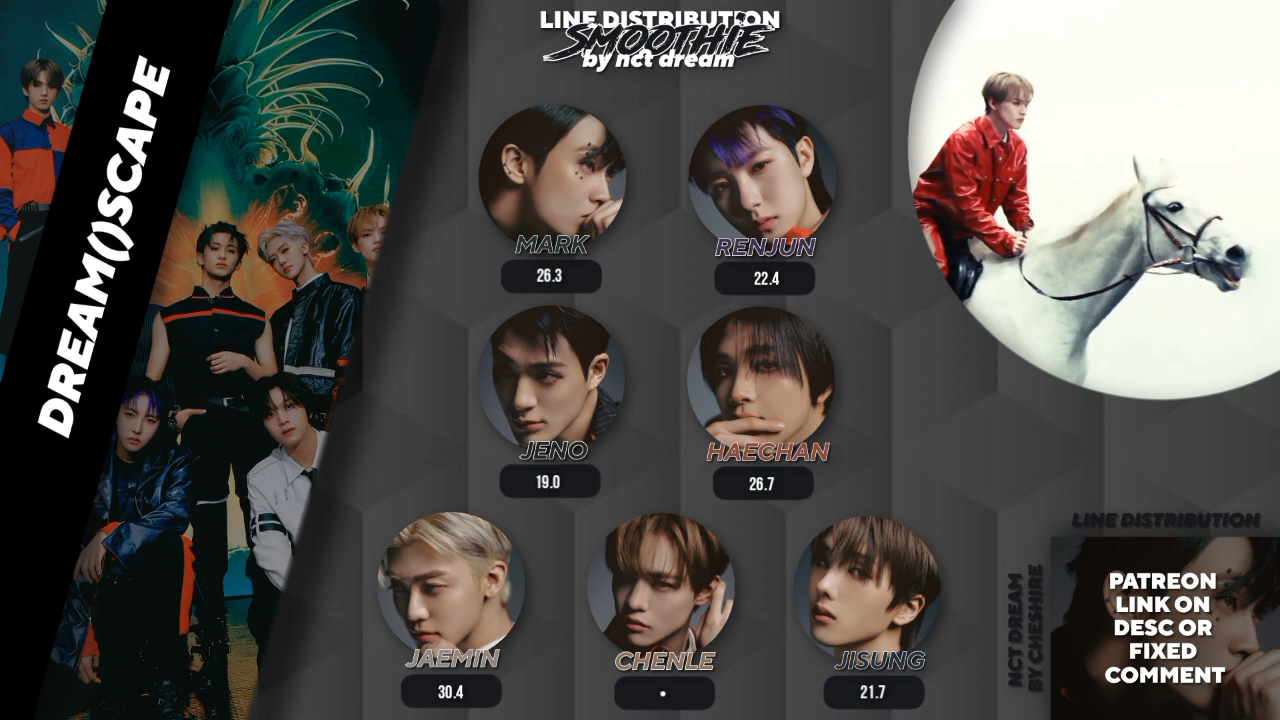 LINE DISTRIBUTION
SMOOTHIE
by nct dream
DREAM()SCAPE
MARK
26.3
RENJUN
22.4
JENO
19.0
HAECHAN
26.7
JAEMIN
30.4
CHENLE
•
JISUNG
21.7
LINE DISTRIBUTION
NCT DREAM
BY CHESHIRE
PATREON
LINK ON
DESC OR
FIXED
COMMENT